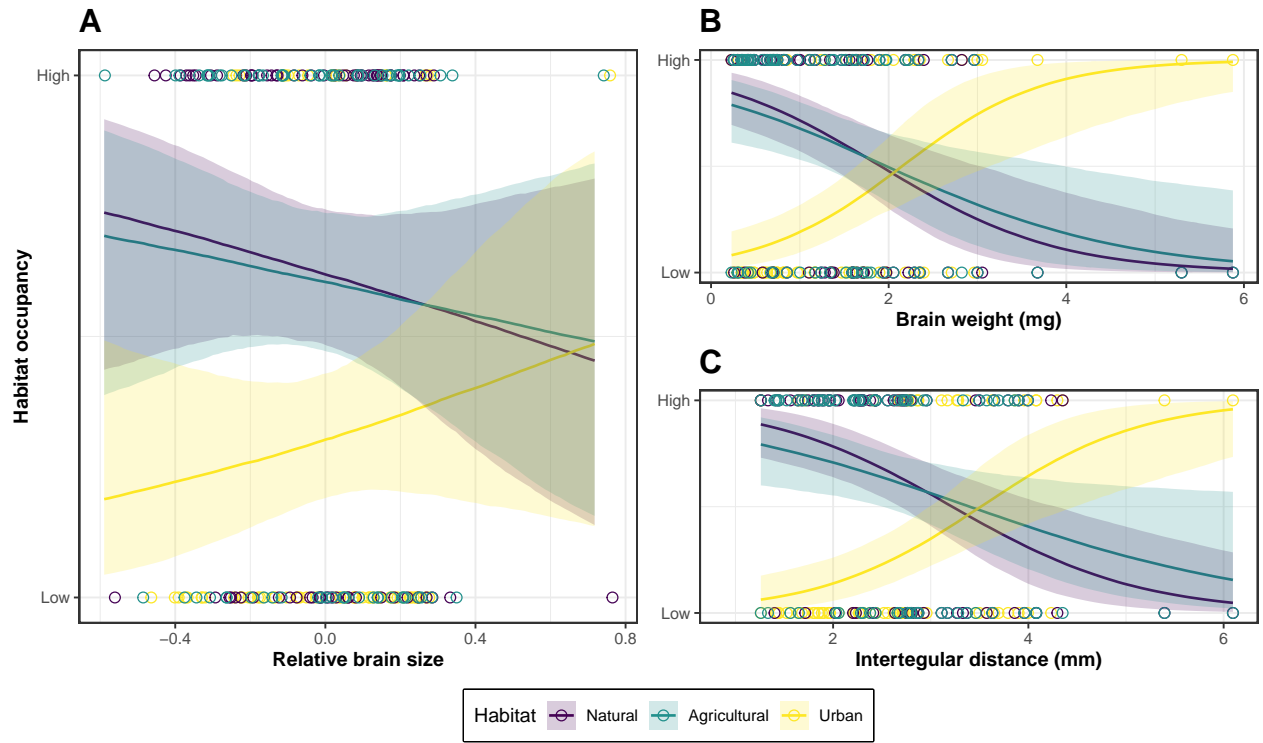 A
High
Low
Habitat occupancy
−0.4
0.0
0.4
0.8
Relative brain size
B
High
Low
0
2
4
6
Brain weight (mg)
C
High
Low
2
4
6
Intertegular distance (mm)
Habitat
Natural
Agricultural
Urban